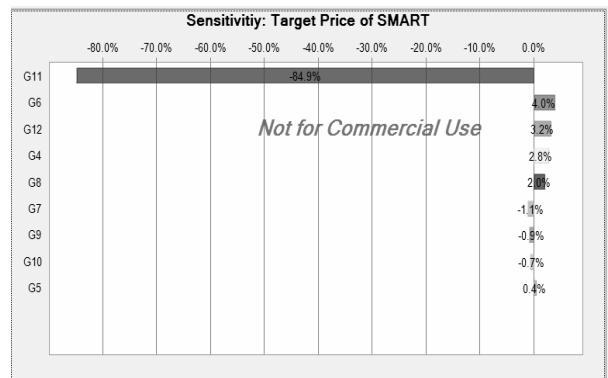 Sensitivitiy: Target Price of SMART
-80.0% -70.0% -60.0% -50.0% -40.0% -30.0% -20.0% -10.0% 0.0%
G11 -84.9%
G6 4.0%
Not for Commercial Use
G12 3.2%
G4 2.8%
G8 2.0%
G7 -1.1%
G9 -0.9%
G10 -0.7%
G5 0.4%